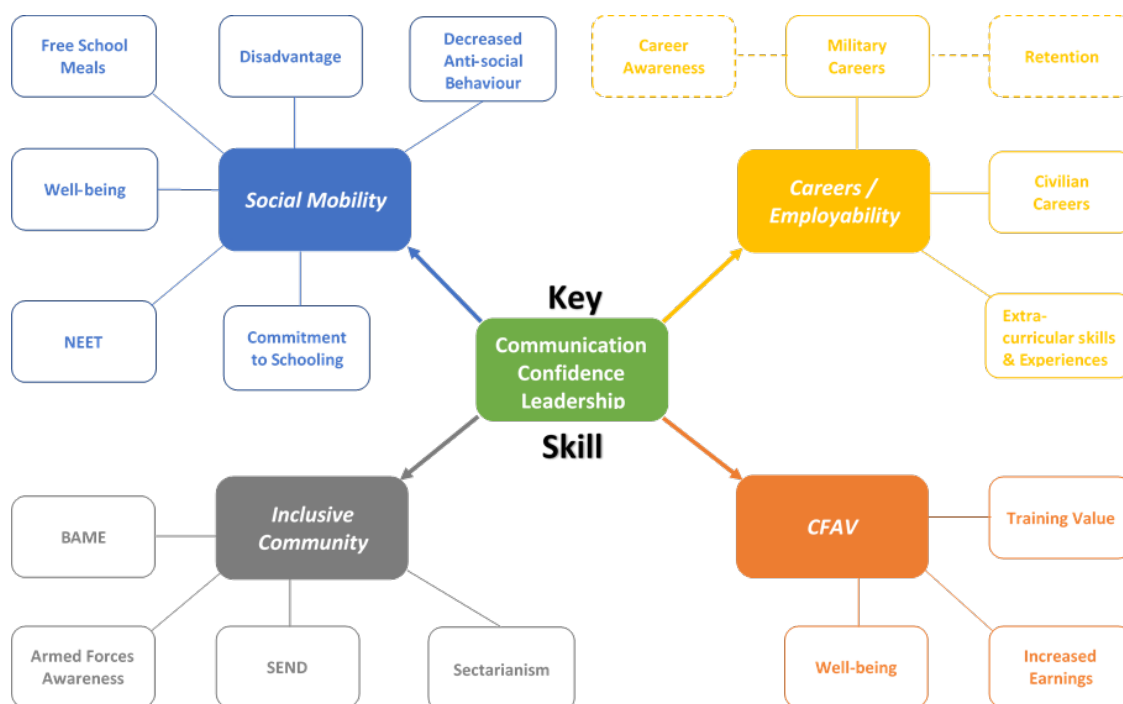 Free School
Meals
Disadvantage
Decreased
Anti-social
Behaviour
Career
Awareness
Military
Careers
Retention
Well-being
Social Mobility
Careers /
Employability
Civilian
Careers
NEET
Commitment
to Schooling
Key
Communication
Confidence
Leadership
Skill
Extra-
curricular skills
& Experiences
BAME
Inclusive
Community
CFAV
Training Value
Armed Forces
Awareness
SEND
Sectarianism
Well-being
Increased
Earnings